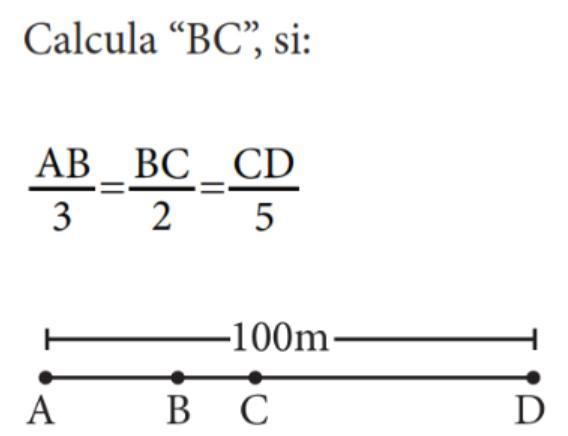 Calcula “BC”, si:
AB/3 = BC/2 = CD/5
100m
A B C D